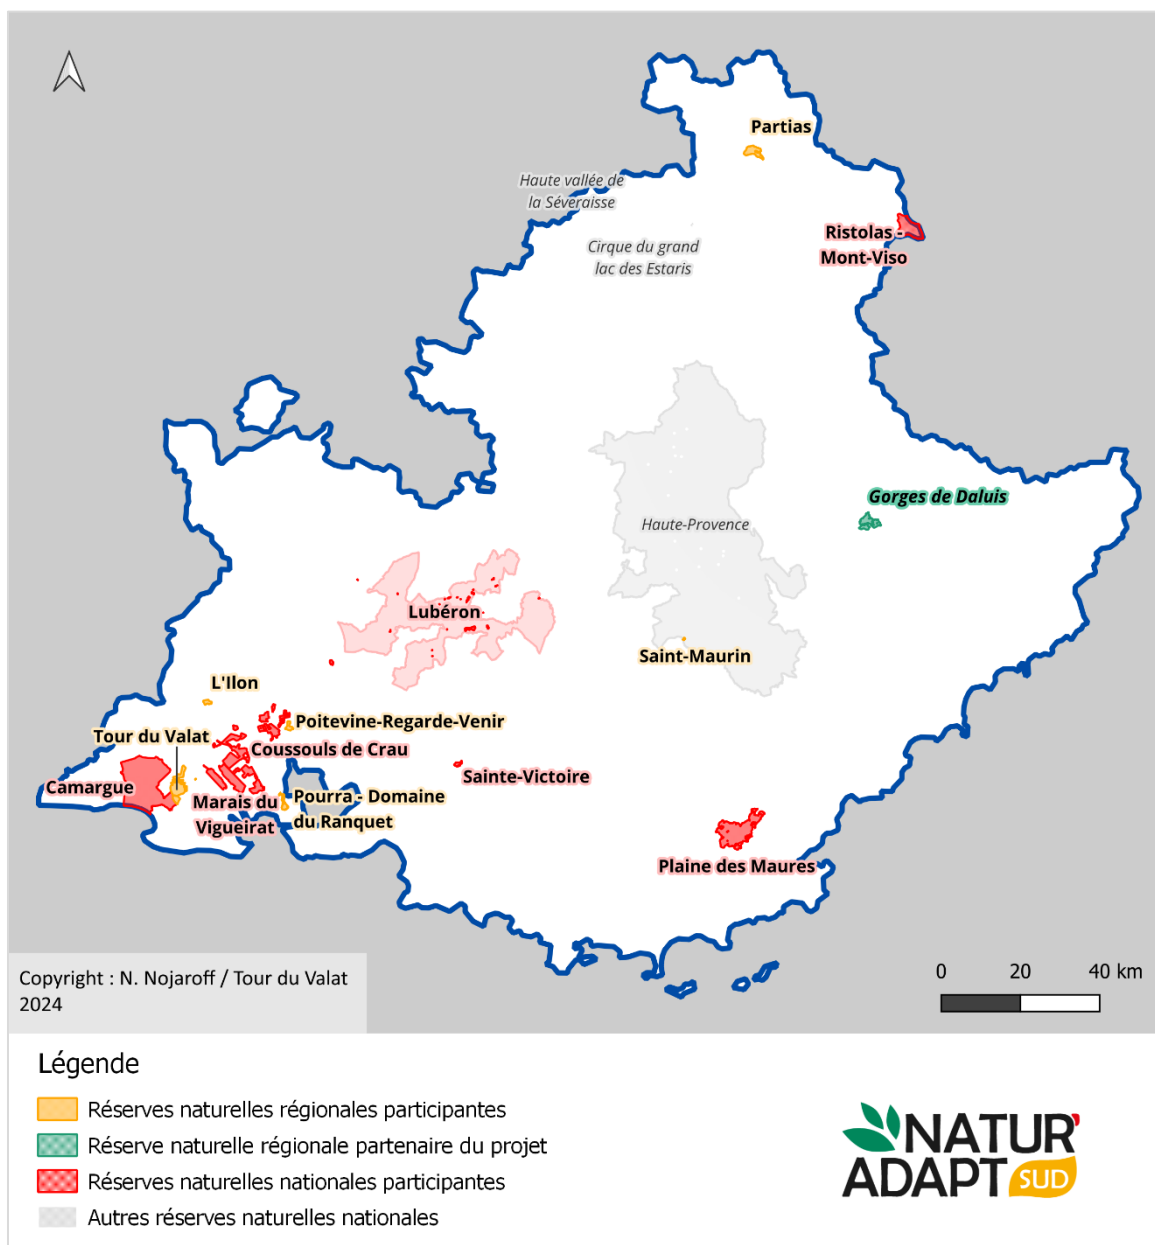 Partias
Haute vallée de
la Séveraisse
Ristolas -
Mont-Viso
Cirque du grand
lac des Estaris
Gorges de Daluis
Haute-Provence
Lubéron
Saint-Maurin
L'Ilon
Poitevine-Regarde-Venir
Tour du Valat
Coussouls de Crau
Sainte-Victoire
Camargue
Marais du
Vigueirat
Pourra - Domaine
du Ranquet
Plaine des Maures
Copyright : N. Nojaroff / Tour du Valat
2024
0 20 40 km
Légende
Réserves naturelles régionales participantes
Réserve naturelle régionale partenaire du projet
Réserves naturelles nationales participantes
Autres réserves naturelles nationales
NATUR'
ADAPT SUD